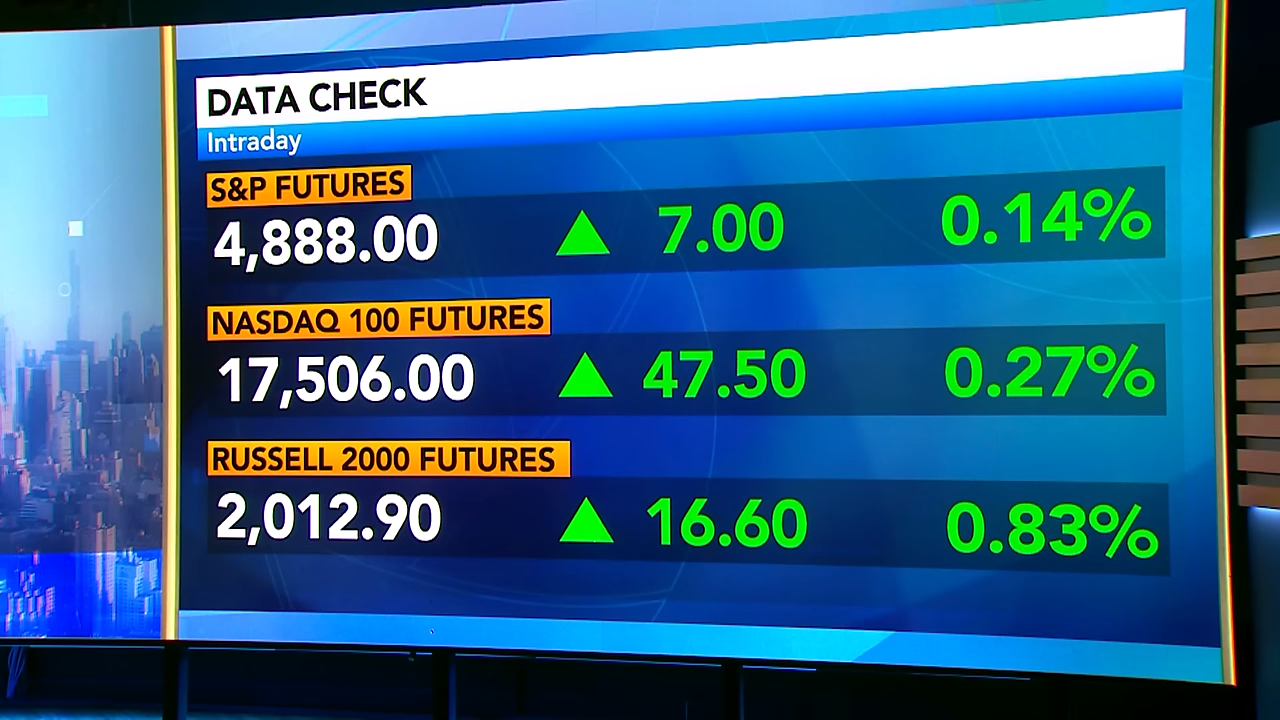 DATA CHECK
Intraday
S&P FUTURES
4,888.00 ▲ 7.00 0.14%
NASDAQ 100 FUTURES
17,506.00 ▲ 47.50 0.27%
RUSSELL 2000 FUTURES
2,012.90 ▲ 16.60 0.83%